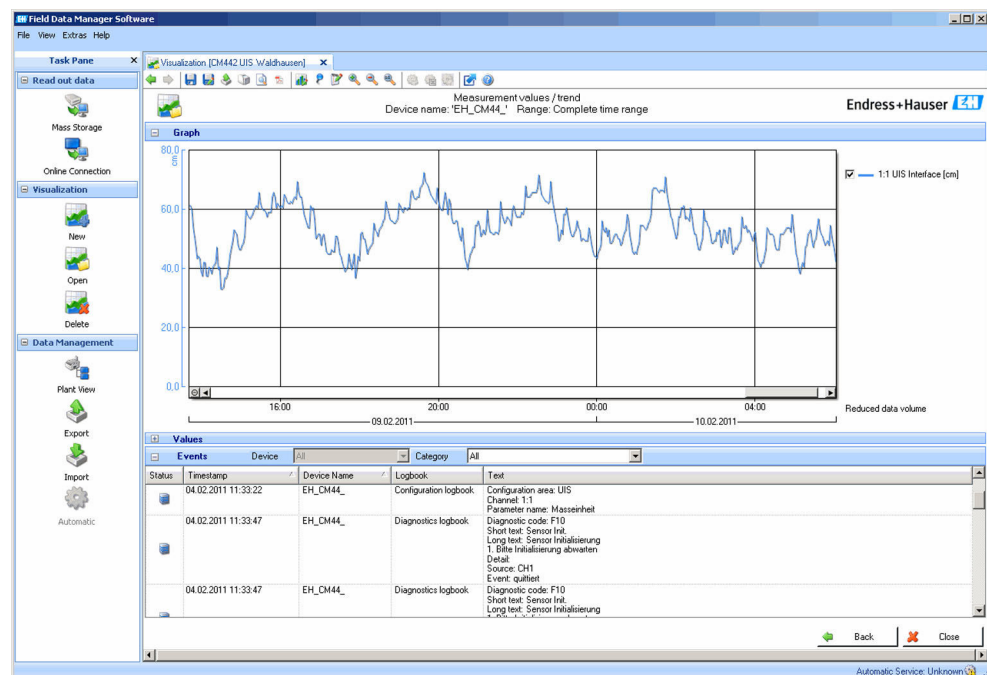 Field Data Manager Software
File View Extras Help
Task Pane X
Read out data
Mass Storage
Online Connection
Visualization
New
Open
Delete
Data Management
Plant View
Export
Import
Automatic
Visualization [CM442 UIS Waldhausen] X
Measurement values / trend
Device name: 'EH_CM44_' Range: Complete time range
Endress+Hauser EH
Graph
80,0
cm
60,0
40,0
20,0
0,0
16:00 20:00 00:00 04:00
09.02.2011 10.02.2011
1:1 UIS Interface [cm]
Reduced data volume
Values
Events Device All Category All
Status Timestamp Device Name Logbook Text
04.02.2011 11:33:22 EH_CM44_ Configuration logbook Configuration area: UIS
Channel: 1:1
Parameter name: Masseinheit
04.02.2011 11:33:47 EH_CM44_ Diagnostics logbook Diagnostic code: F10
Short text: Sensor Init.
Long text: Sensor Initialisierung
1. Bitte Initialisierung abwarten
Detail:
Source: CH1
Event: quittiert
04.02.2011 11:33:47 EH_CM44_ Diagnostics logbook Diagnostic code: F10
Short text: Sensor Init.
Long text: Sensor Initialisierung
Back Close
Automatic Service: Unknown